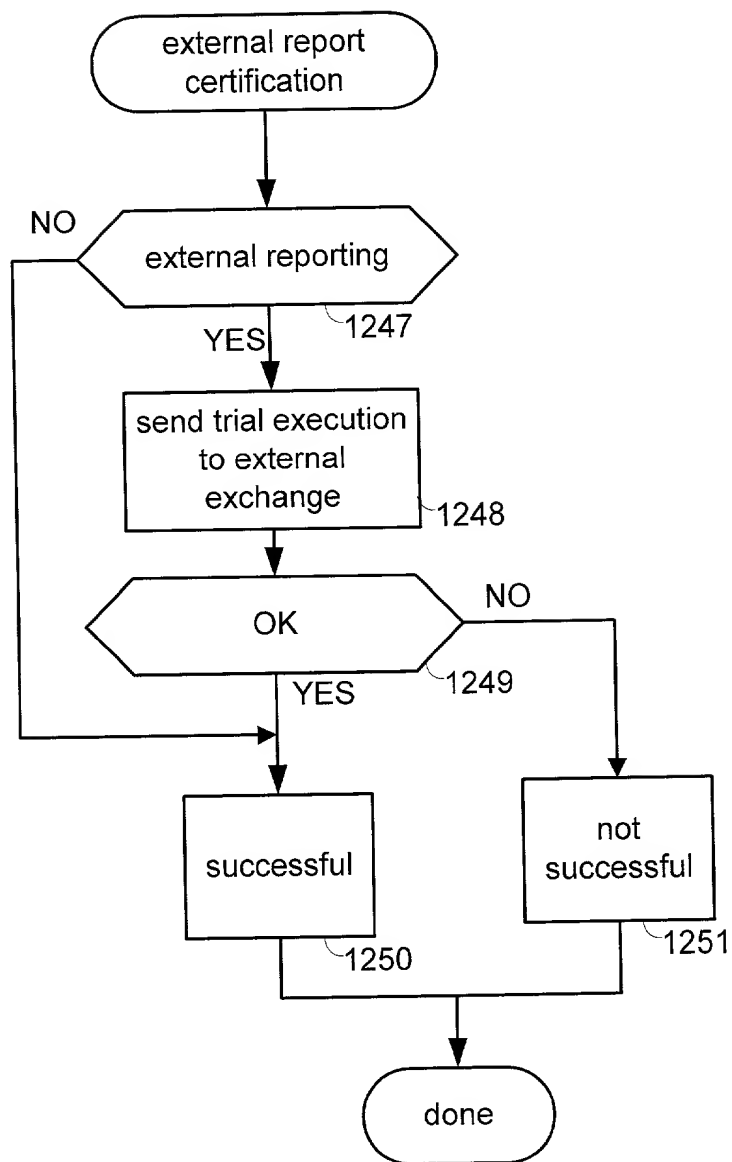 external report
certification
NO
external reporting
1247
YES
send trial execution
to external
exchange
1248
NO
OK
1249
YES
not
successful
successful
1251
1250
done